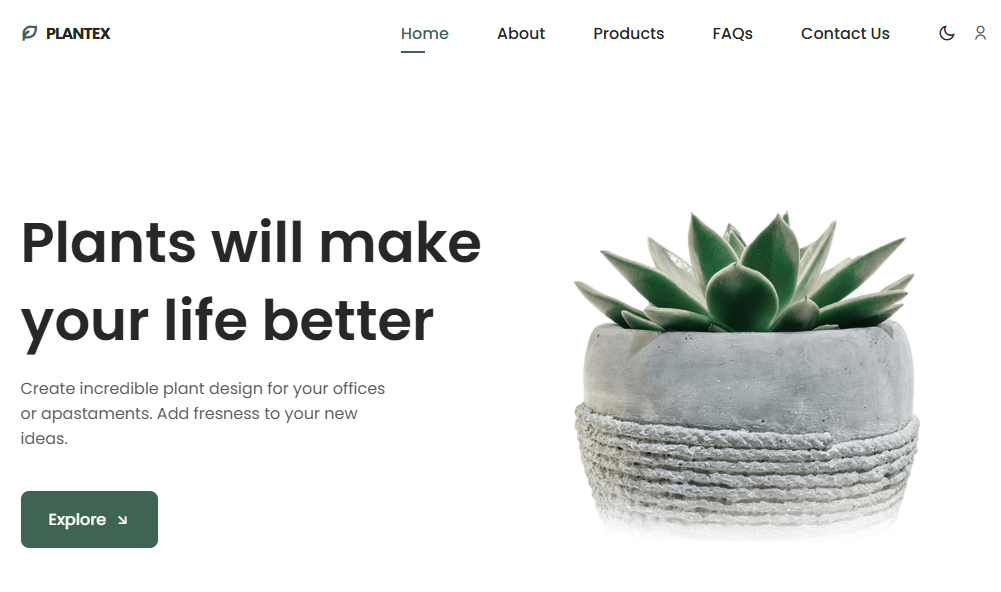 PLANTEX
Home About Products FAQs Contact Us
Plants will make
your life better
Create incredible plant design for your offices
or apastaments. Add fresness to your new
ideas.
Explore